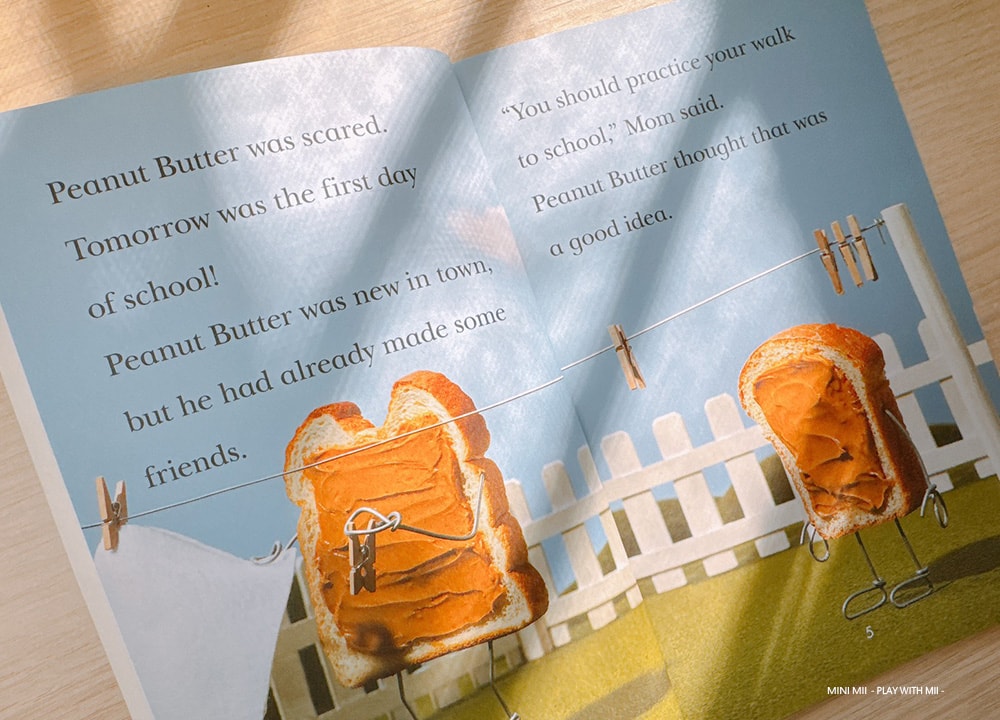 Peanut Butter was scared.
Tomorrow was the first day
of school!
Peanut Butter was new in town,
but he had already made some
friends.
“You should practice your walk
to school,” Mom said.
Peanut Butter thought that was
a good idea.
5
MINI MII - PLAY WITH MII -